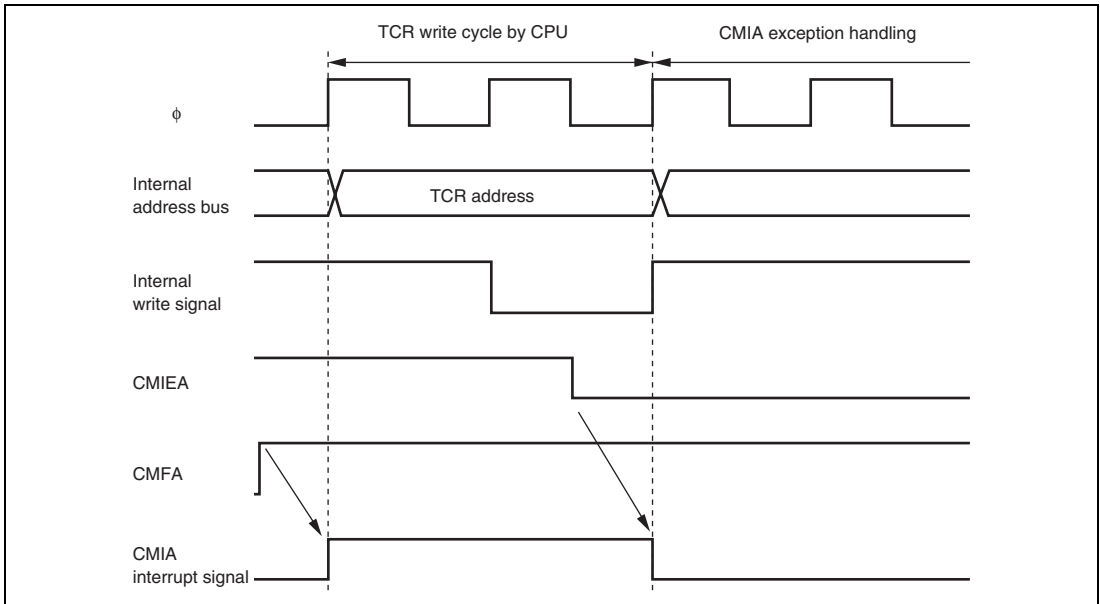 TCR write cycle by CPU
CMIA exception handling
ϕ
Internal
address bus
TCR address
Internal
write signal
CMIEA
CMFA
CMIA
interrupt signal